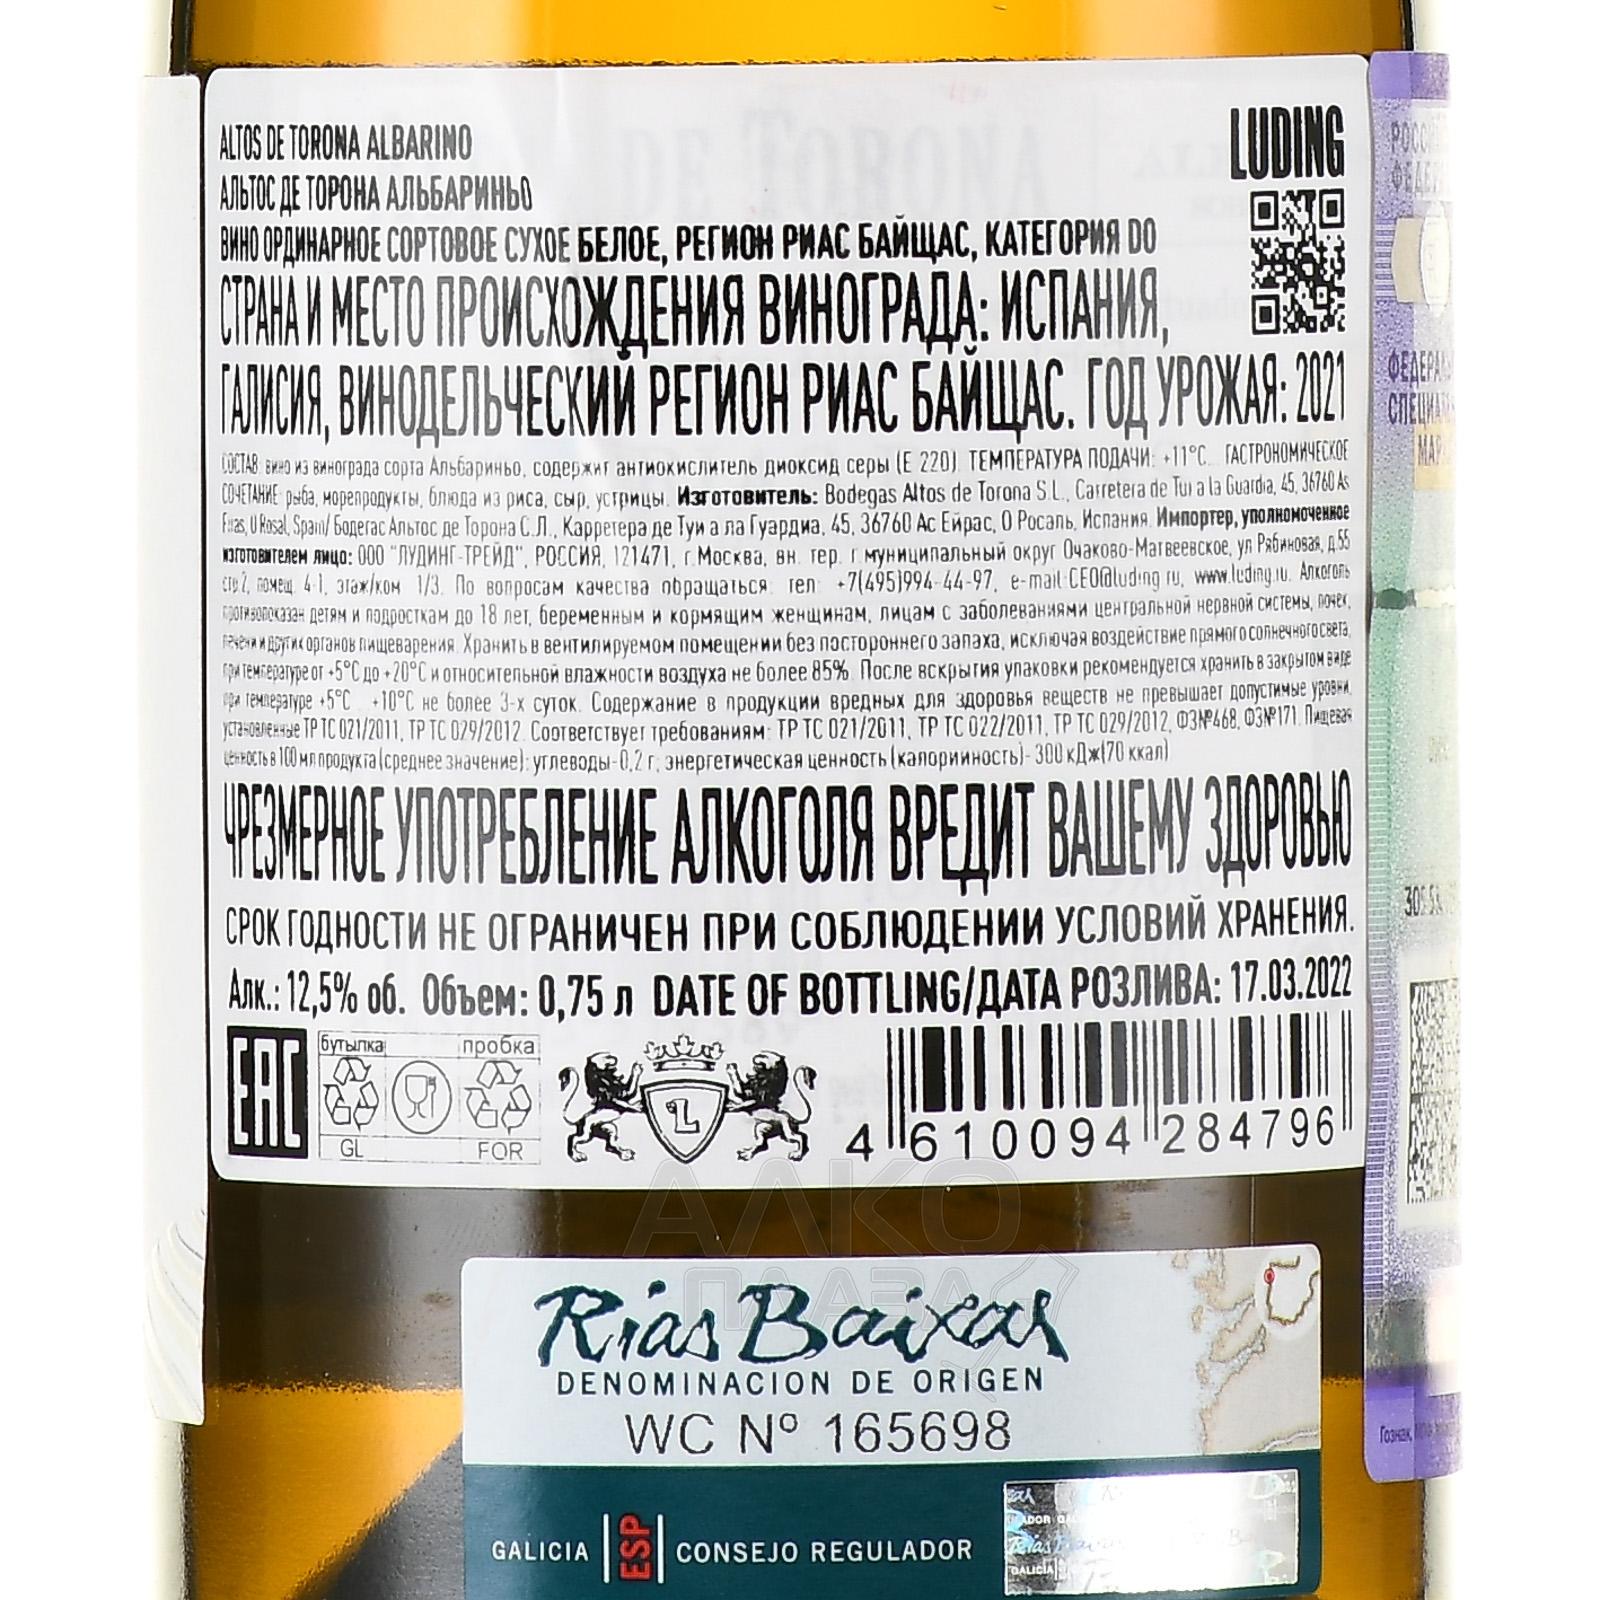 ALTOS DE TORONA ALBARINO
LUDING
АЛЬТОС ДЕ ТОРОНА АЛЬБАРИНЬО
ВИНО ОРДИНАРНОЕ СОРТОВОЕ СУХОЕ БЕЛОЕ, РЕГИОН РИАС БАЙЩАС, КАТЕГОРИЯ DO
СТРАНА И МЕСТО ПРОИСХОЖДЕНИЯ ВИНОГРАДА: ИСПАНИЯ,
ГАЛИСИЯ, ВИНОДЕЛЬЧЕСКИЙ РЕГИОН РИАС БАЙЩАС. ГОД УРОЖАЯ: 2021
СОСТАВ: вино из винограда сорта Альбариньо, содержит антиокислитель диоксид серы (Е 220). ТЕМПЕРАТУРА ПОДАЧИ: +11°C. ГАСТРОНОМИЧЕСКОЕ
СОЧЕТАНИЕ: рыба, морепродукты, блюда из риса, сыр, устрицы. Изготовитель: Bodegas Altos de Torona S.L., Carretera de Tui a la Guardia, 45, 36760 As
Eiras, O Rosal, Spain/ Бодегас Альтос де Торона С.Л., Карретера де Туи а ла Гуардиа, 45, 36760 Ас Ейрас, О Росаль, Испания. Импортер, уполномоченное
изготовителем лицо: ООО "ЛУДИНГ-ТРЕЙД", РОССИЯ, 121471, г.Москва, вн. тер. г.муниципальный округ Очаково-Матвеевское, ул Рябиновая, д.55
стр.2, помещ. 4-1, этаж/ком 1/3. По вопросам качества обращаться: тел: +7(495)994-44-97, e-mail:CEO@luding.ru, www.luding.ru. Алкоголь
противопоказан детям и подросткам до 18 лет, беременным и кормящим женщинам, лицам с заболеваниями центральной нервной системы, почек,
печени и других органов пищеварения. Хранить в вентилируемом помещении без постороннего запаха, исключая воздействие прямого солнечного света,
при температуре от +5°C до +20°C и относительной влажности воздуха не более 85%. После вскрытия упаковки рекомендуется хранить в закрытом виде
при температуре +5°C...+10°C не более 3-х суток. Содержание в продукции вредных для здоровья веществ не превышает допустимые уровни,
установленные ТР ТС 021/2011, ТР ТС 029/2012. Соответствует требованиям: ТР ТС 021/2011, ТР ТС 022/2011, ТР ТС 029/2012, ФЗ№468, ФЗ№171. Пищевая
ценность в 100 мл продукта (среднее значение): углеводы-0,2 г; энергетическая ценность (калорийность)- 300 кДж(70 ккал)
ЧРЕЗМЕРНОЕ УПОТРЕБЛЕНИЕ АЛКОГОЛЯ ВРЕДИТ ВАШЕМУ ЗДОРОВЬЮ
СРОК ГОДНОСТИ НЕ ОГРАНИЧЕН ПРИ СОБЛЮДЕНИИ УСЛОВИЙ ХРАНЕНИЯ.
Алк.: 12,5% об. Объем: 0,75 л DATE OF BOTTLING/ДАТА РОЗЛИВА: 17.03.2022
EAC
бутылка пробка
GL FOR
L
4 610094 284796
АЛКО
ПЛАЗА
Rías Baixas
DENOMINACION DE ORIGEN
WC Nº 165698
GALICIA ESP CONSEJO REGULADOR